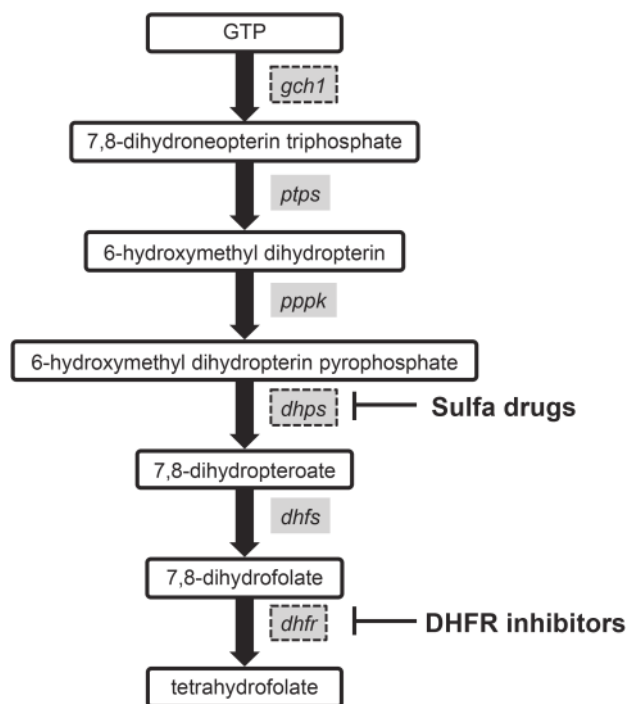 GTP
gch1
7,8-dihydroneopterin triphosphate
ptps
6-hydroxymethyl dihydropterin
pppk
6-hydroxymethyl dihydropterin pyrophosphate
dhps
Sulfa drugs
7,8-dihydropteroate
dhfs
7,8-dihydrofolate
dhfr
DHFR inhibitors
tetrahydrofolate